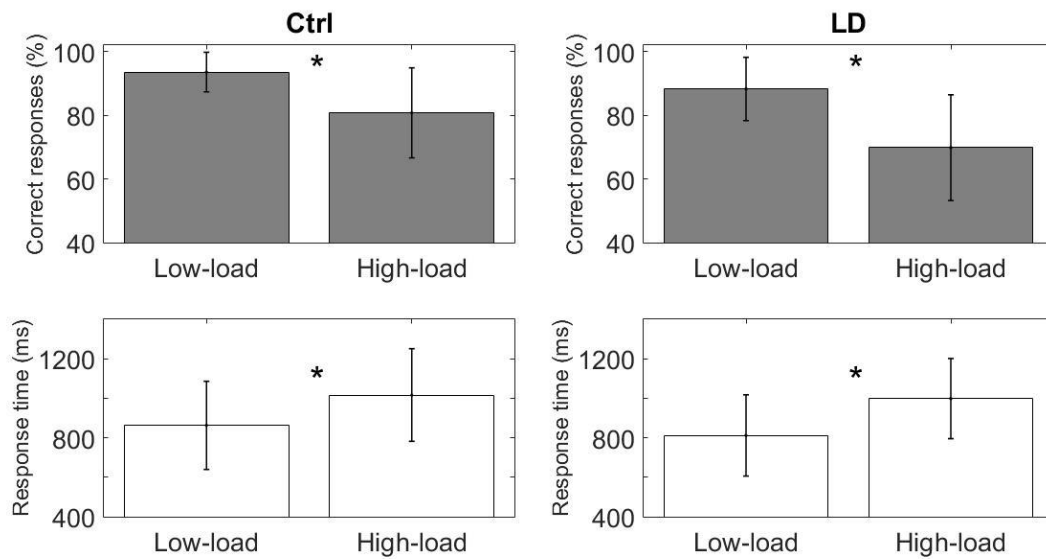 Ctrl
Correct responses (%)
100
80
60
40
*
Low-load High-load
LD
Correct responses (%)
100
80
60
40
*
Low-load High-load
Response time (ms)
1200
800
400
*
Low-load High-load
Response time (ms)
1200
800
400
*
Low-load High-load